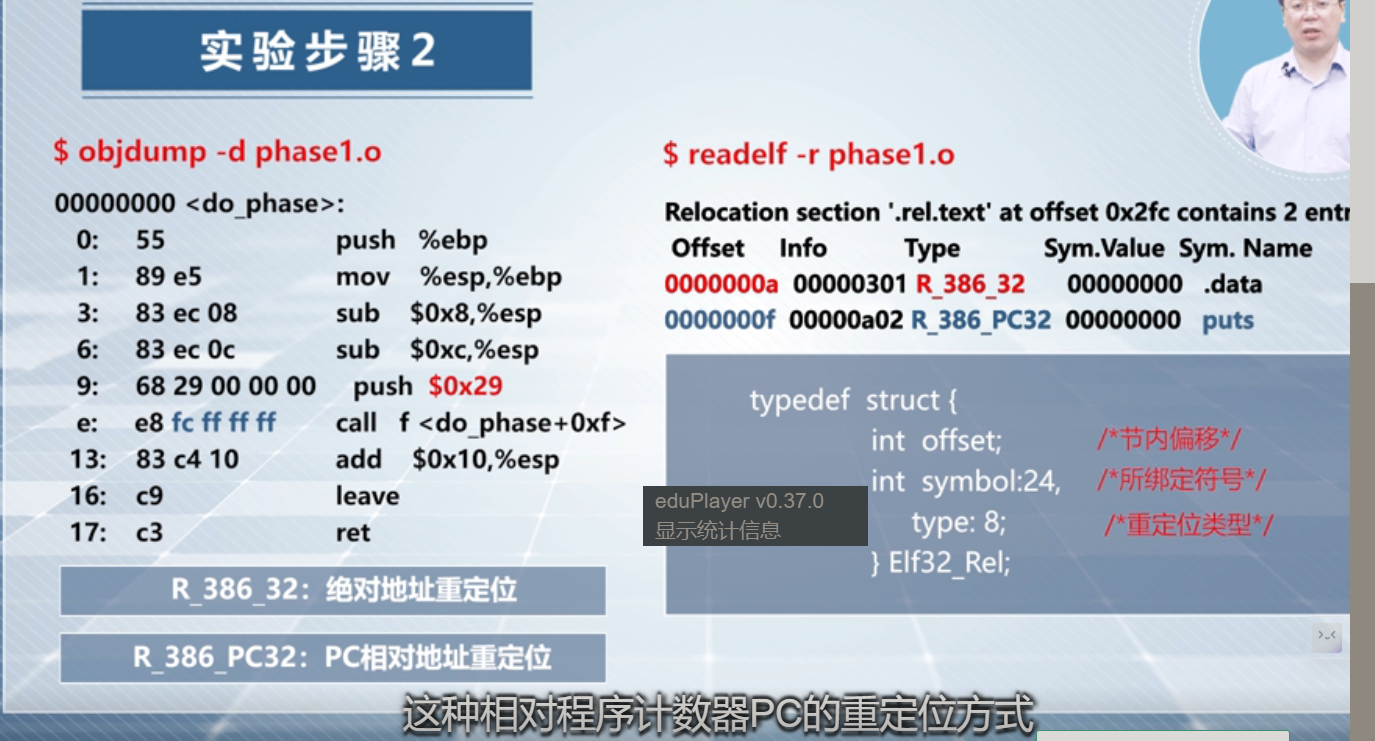 实验步骤2
$ objdump -d phase1.o
00000000 <do_phase>:
0: 55 push %ebp
1: 89 e5 mov %esp,%ebp
3: 83 ec 08 sub $0x8,%esp
6: 83 ec 0c sub $0xc,%esp
9: 68 29 00 00 00 push $0x29
e: e8 fc ff ff ff call f <do_phase+0xf>
13: 83 c4 10 add $0x10,%esp
16: c9 leave
17: c3 ret
R_386_32：绝对地址重定位
R_386_PC32：PC相对地址重定位
$ readelf -r phase1.o
Relocation section '.rel.text' at offset 0x2fc contains 2 entr
Offset Info Type Sym.Value Sym. Name
0000000a 00000301 R_386_32 00000000 .data
0000000f 00000a02 R_386_PC32 00000000 puts
typedef struct {
int offset; /*节内偏移*/
int symbol:24, /*所绑定符号*/
type: 8; /*重定位类型*/
} Elf32_Rel;
eduPlayer v0.37.0
显示统计信息
这种相对程序计数器PC的重定位方式